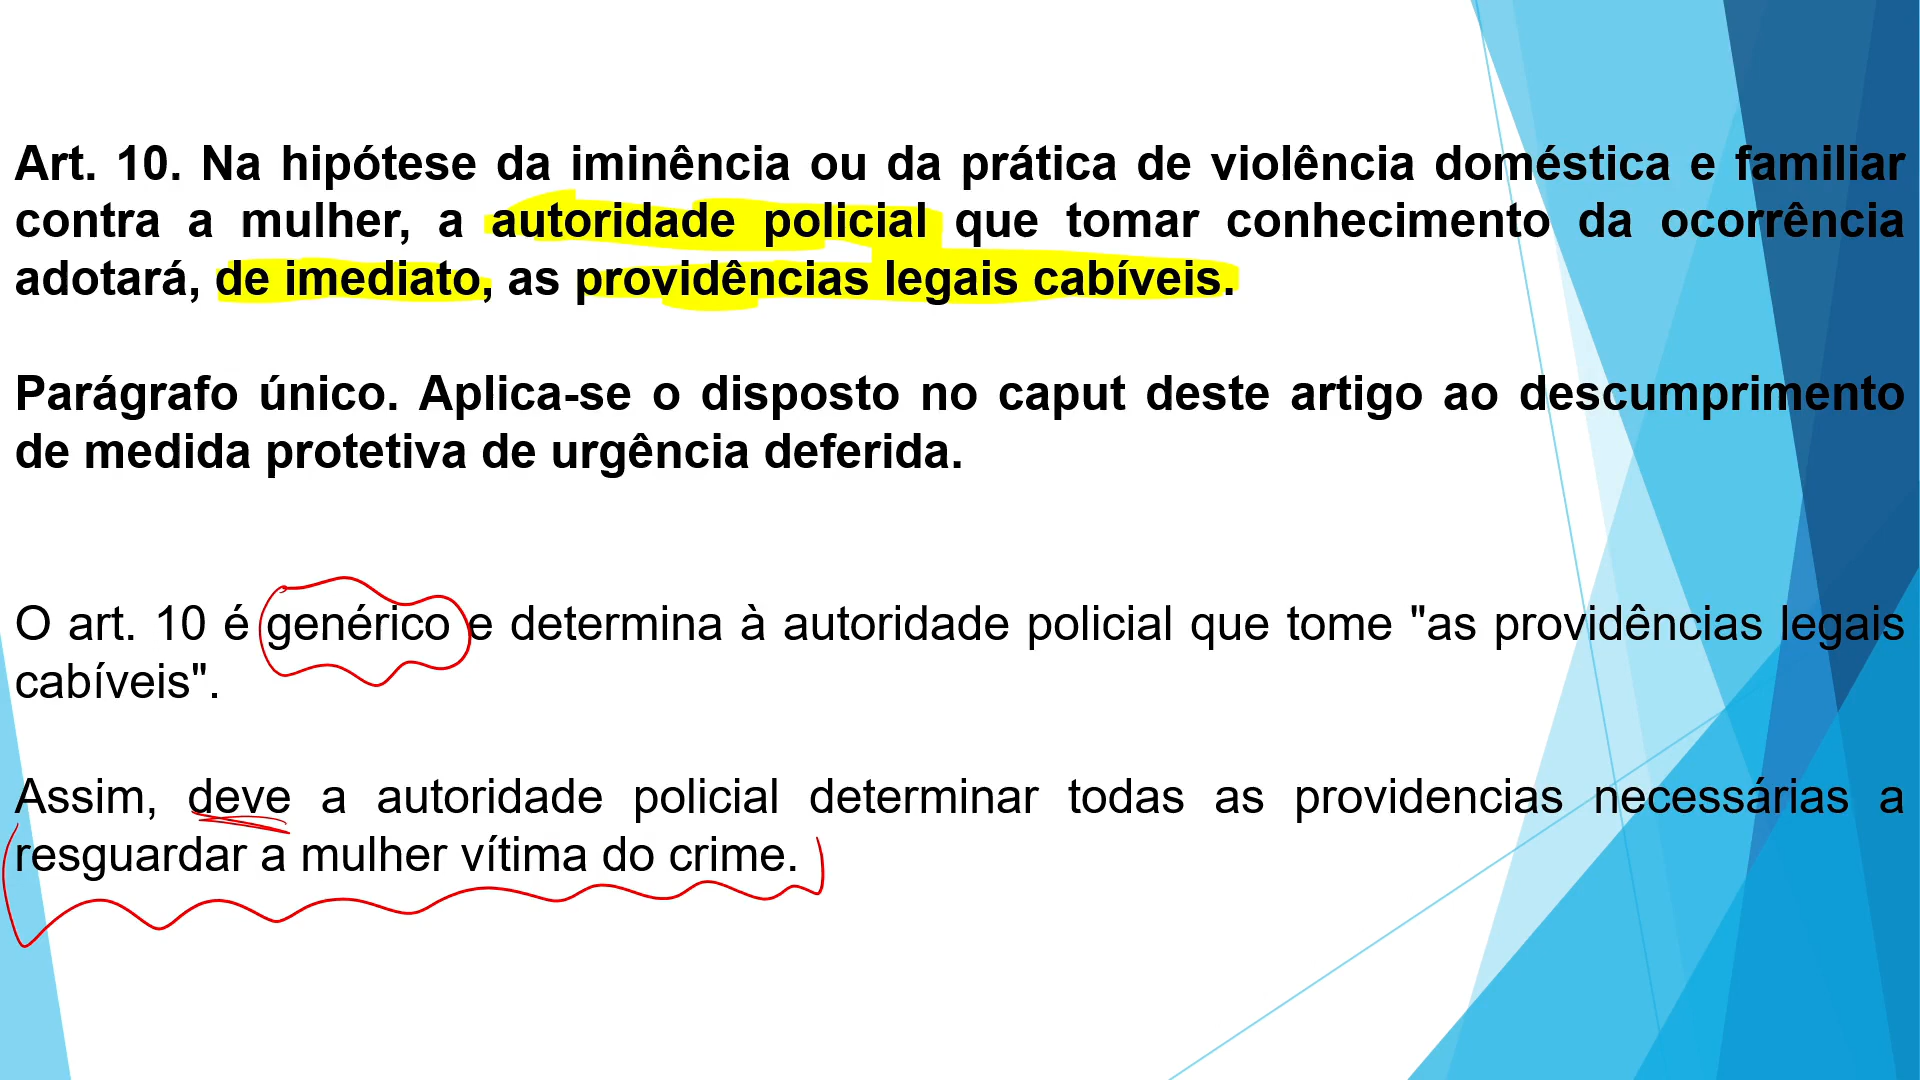 Art. 10. Na hipótese da iminência ou da prática de violência doméstica e familiar
contra a mulher, a autoridade policial que tomar conhecimento da ocorrência
adotará, de imediato, as providências legais cabíveis.
Parágrafo único. Aplica-se o disposto no caput deste artigo ao descumprimento
de medida protetiva de urgência deferida.
O art. 10 é genérico e determina à autoridade policial que tome "as providências legais
cabíveis".
Assim, deve a autoridade policial determinar todas as providencias necessárias a
resguardar a mulher vítima do crime.